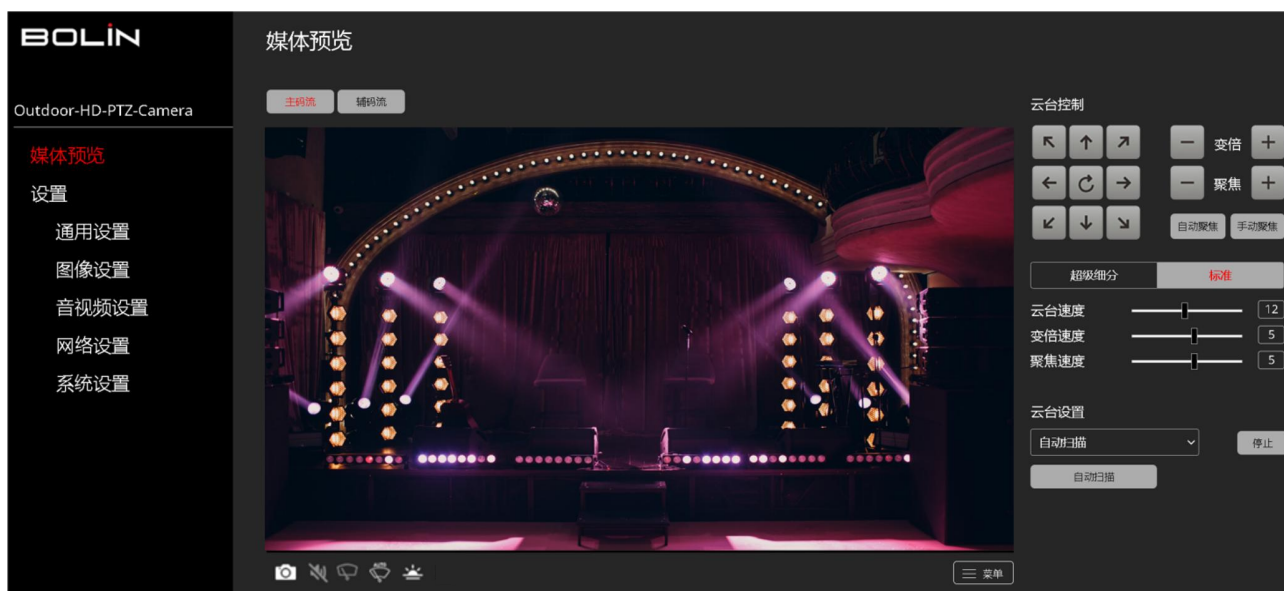 BOLIN
Outdoor-HD-PTZ-Camera
媒体预览
设置
通用设置
图像设置
音视频设置
网络设置
系统设置
媒体预览
主码流 辅码流
菜单
云台控制
变倍
聚焦
自动聚焦 手动聚焦
超级细分 标准
云台速度 12
变倍速度 5
聚焦速度 5
云台设置
自动扫描 停止
自动扫描